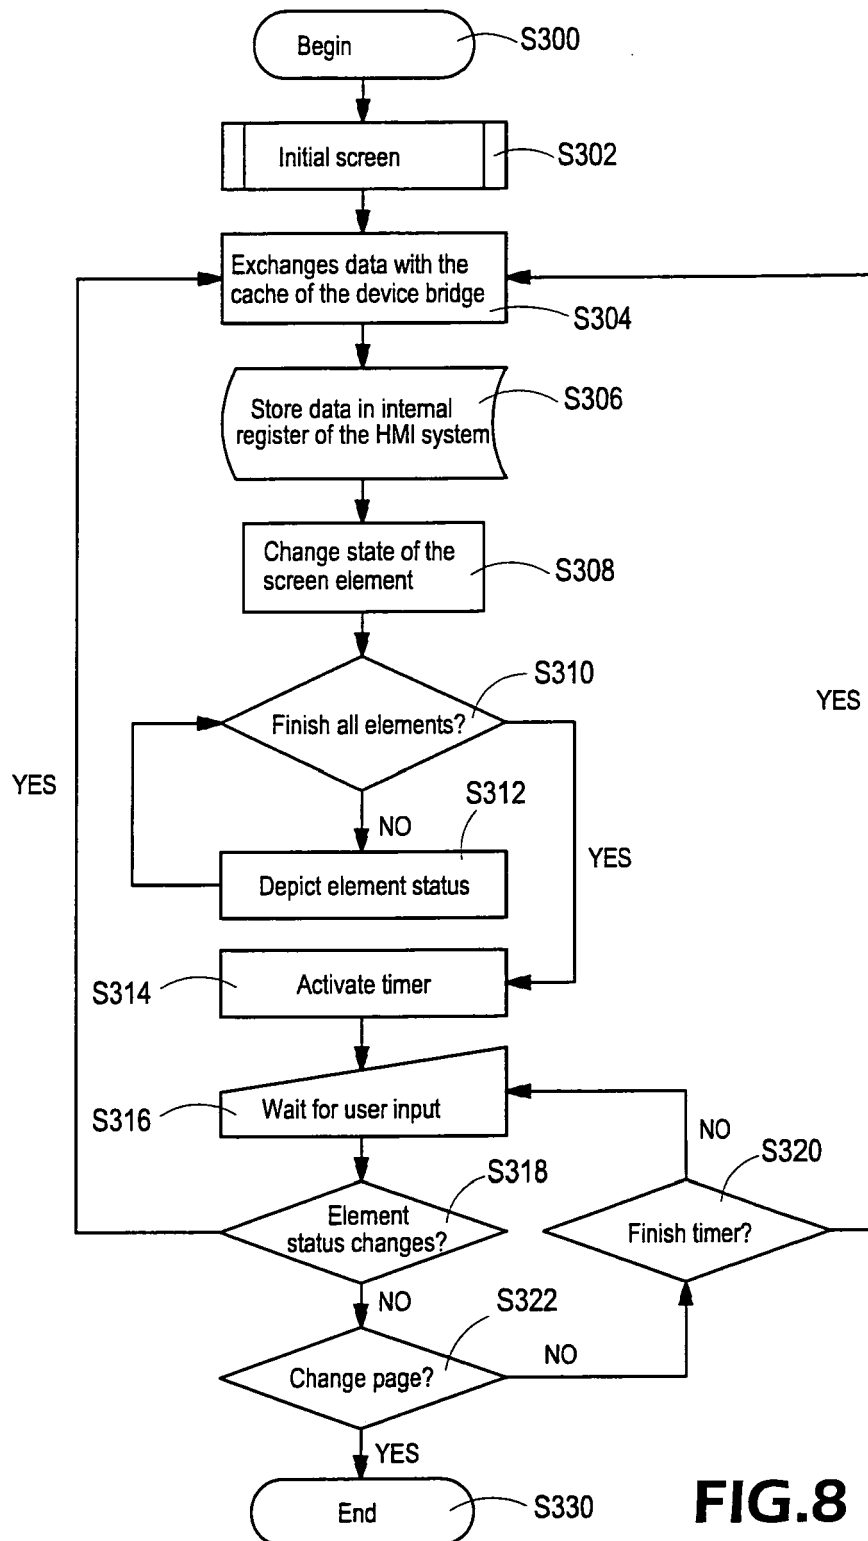 Begin
S300
Initial screen
S302
Exchanges data with the
cache of the device bridge
S304
Store data in internal
register of the HMI system
S306
Change state of the
screen element
S308
Finish all elements?
S310
YES
YES
NO
S312
YES
Depict element status
S314
Activate timer
S316
Wait for user input
NO
S318
S320
Element
status changes?
Finish timer?
NO
S322
Change page?
NO
YES
End
S330
FIG.8